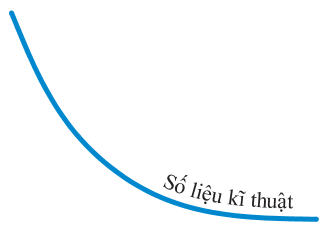 Số liệu kĩ thuật